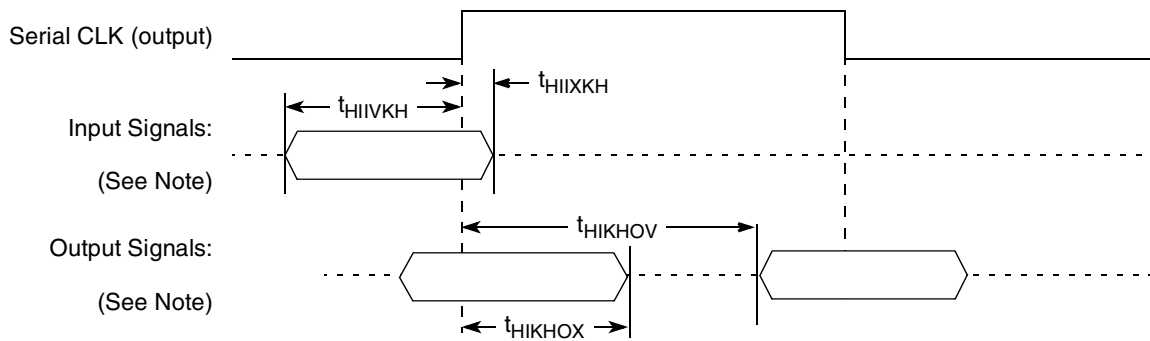 Serial CLK (output)
tHIIXKH
tHIIVKH
Input Signals:
(See Note)
tHIKHOV
Output Signals:
(See Note)
tHIKHOX